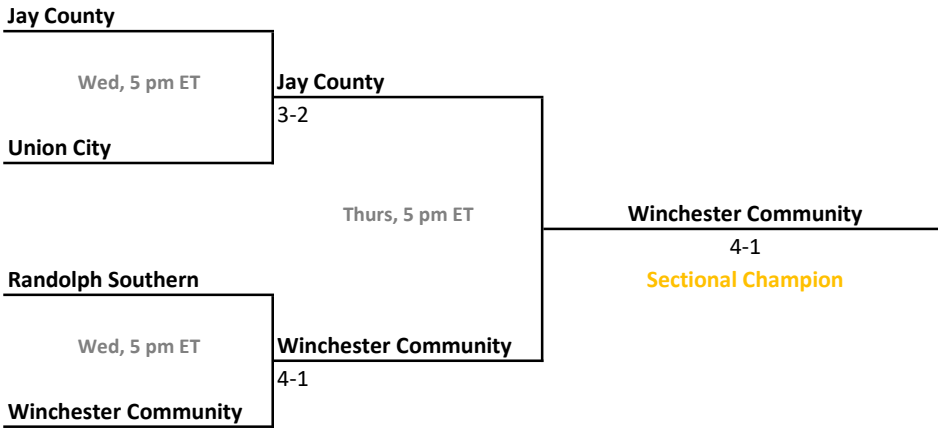 Jay County
Wed, 5 pm ET
Jay County
3-2
Union City
Thurs, 5 pm ET
Winchester Community
4-1
Sectional Champion
Randolph Southern
Wed, 5 pm ET
Winchester Community
4-1
Winchester Community